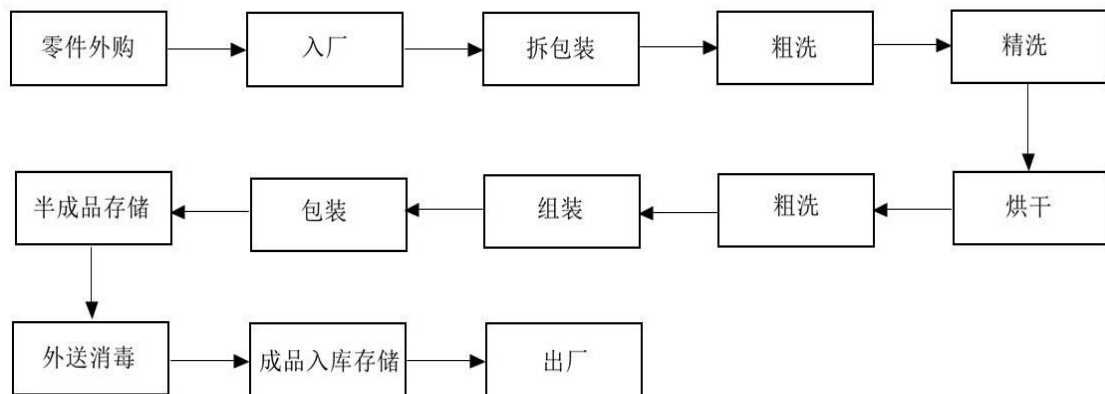 零件外购
入厂
拆包装
粗洗
精洗
烘干
粗洗
组装
包装
半成品存储
外送消毒
成品入库存储
出厂